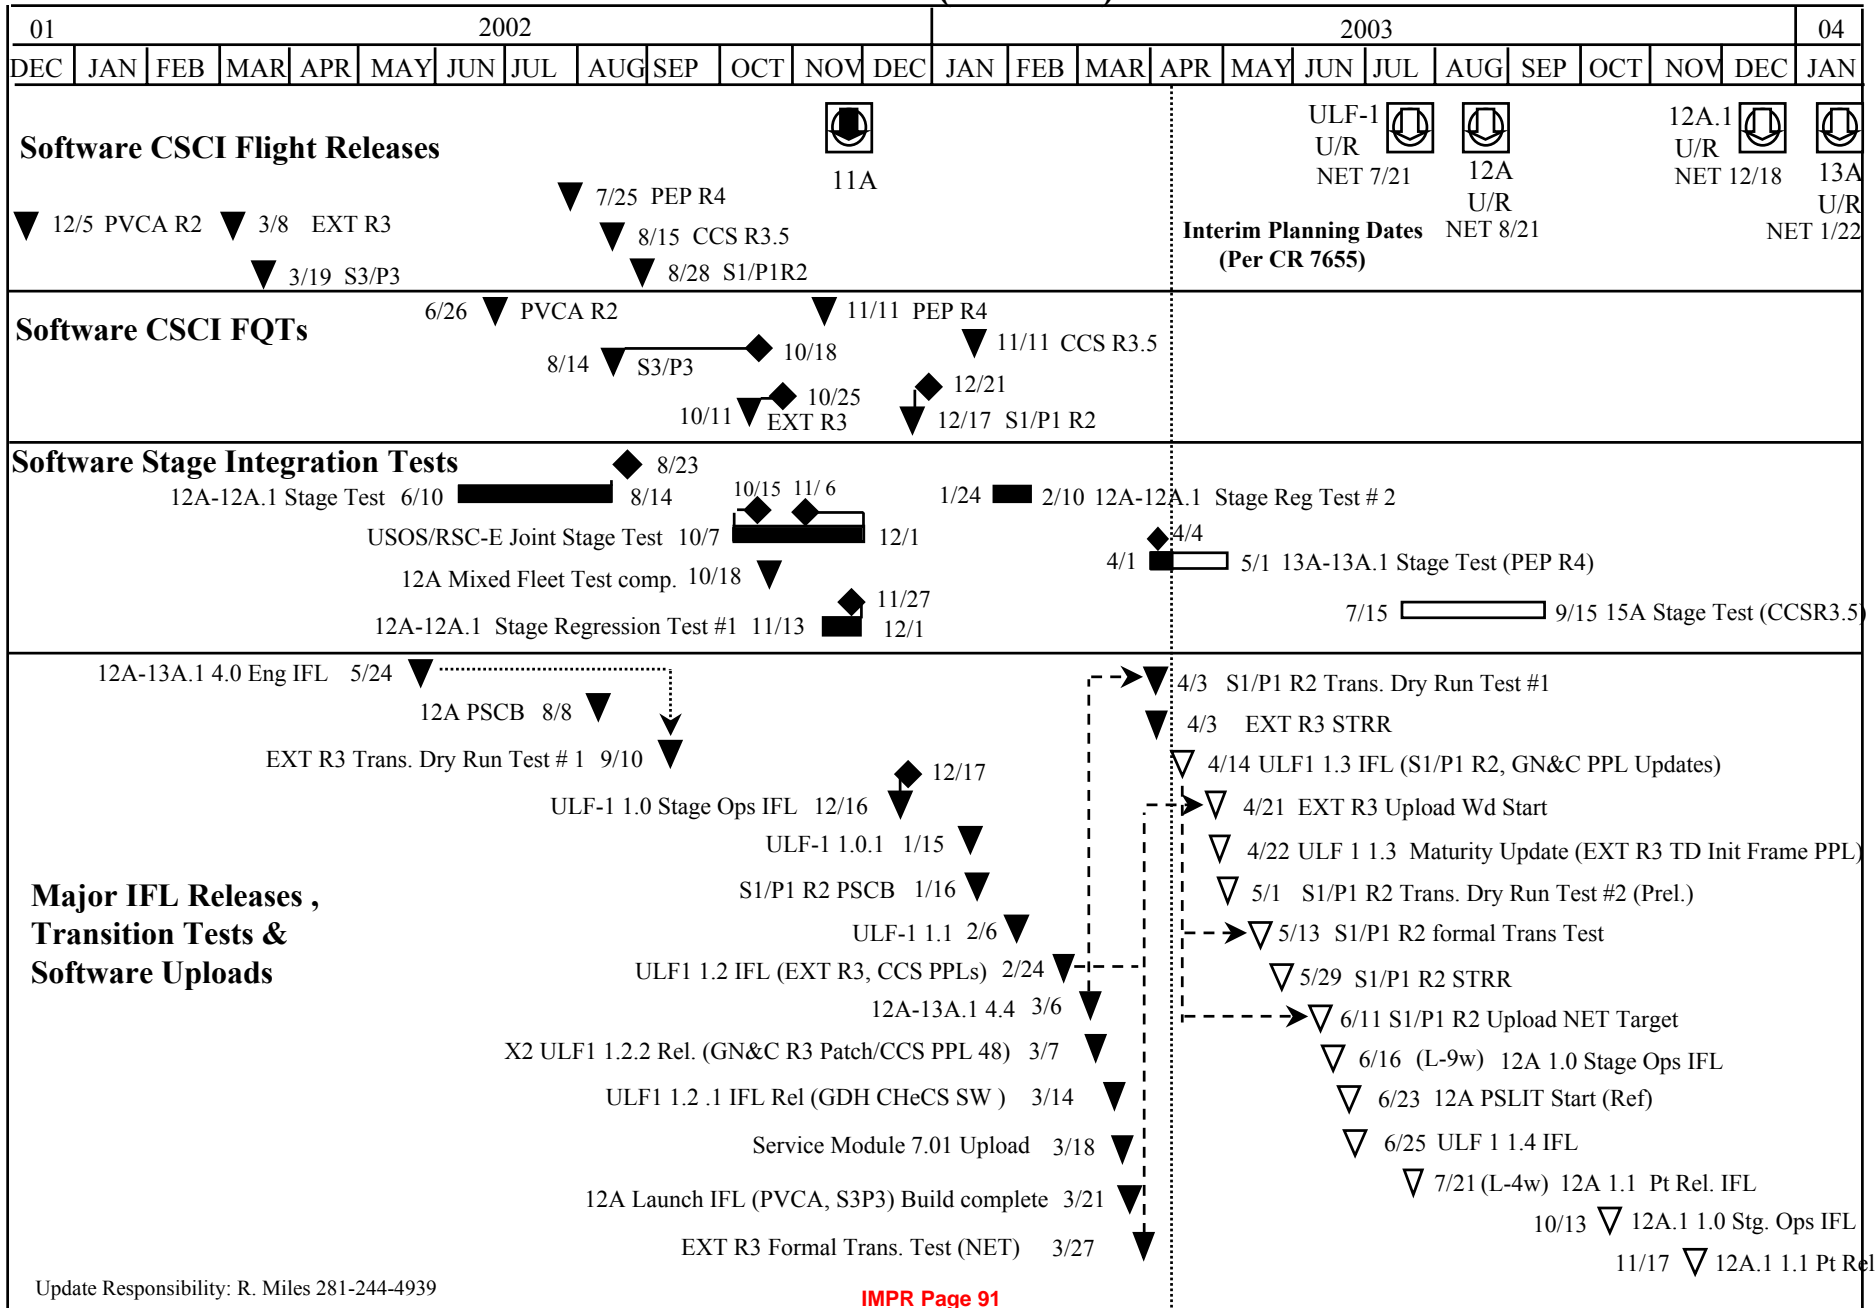 01 2002 2003 04
DEC JAN FEB MAR APR MAY JUN JUL AUG SEP OCT NOV DEC JAN FEB MAR APR MAY JUN JUL AUG SEP OCT NOV DEC JAN
Software CSCI Flight Releases
12/5 PVCA R2
3/8 EXT R3
3/19 S3/P3
7/25 PEP R4
8/15 CCS R3.5
8/28 S1/P1R2
11A
ULF-1
U/R
NET 7/21
12A
U/R
NET 8/21
12A.1
U/R
NET 12/18
13A
U/R
NET 1/22
Interim Planning Dates
(Per CR 7655)
Software CSCI FQTs
6/26 PVCA R2
11/11 PEP R4
11/11 CCS R3.5
8/14 S3/P3 10/18
10/11 EXT R3 10/25
12/21
12/17 S1/P1 R2
Software Stage Integration Tests
8/23
12A-12A.1 Stage Test 6/10 8/14
10/15 11/ 6
USOS/RSC-E Joint Stage Test 10/7 12/1
12A Mixed Fleet Test comp. 10/18
11/27
12A-12A.1 Stage Regression Test #1 11/13 12/1
1/24 2/10 12A-12A.1 Stage Reg Test # 2
4/4
4/1 5/1 13A-13A.1 Stage Test (PEP R4)
7/15 9/15 15A Stage Test (CCSR3.5)
Major IFL Releases ,
Transition Tests &
Software Uploads
12A-13A.1 4.0 Eng IFL 5/24
12A PSCB 8/8
EXT R3 Trans. Dry Run Test # 1 9/10
12/17
ULF-1 1.0 Stage Ops IFL 12/16
ULF-1 1.0.1 1/15
S1/P1 R2 PSCB 1/16
ULF-1 1.1 2/6
ULF1 1.2 IFL (EXT R3, CCS PPLs) 2/24
12A-13A.1 4.4 3/6
X2 ULF1 1.2.2 Rel. (GN&C R3 Patch/CCS PPL 48) 3/7
ULF1 1.2 .1 IFL Rel (GDH CHeCS SW ) 3/14
Service Module 7.01 Upload 3/18
12A Launch IFL (PVCA, S3P3) Build complete 3/21
EXT R3 Formal Trans. Test (NET) 3/27
4/3 S1/P1 R2 Trans. Dry Run Test #1
4/3 EXT R3 STRR
4/14 ULF1 1.3 IFL (S1/P1 R2, GN&C PPL Updates)
4/21 EXT R3 Upload Wd Start
4/22 ULF 1 1.3 Maturity Update (EXT R3 TD Init Frame PPL)
5/1 S1/P1 R2 Trans. Dry Run Test #2 (Prel.)
5/13 S1/P1 R2 formal Trans Test
5/29 S1/P1 R2 STRR
6/11 S1/P1 R2 Upload NET Target
6/16 (L-9w) 12A 1.0 Stage Ops IFL
6/23 12A PSLIT Start (Ref)
6/25 ULF 1 1.4 IFL
7/21 (L-4w) 12A 1.1 Pt Rel. IFL
10/13 12A.1 1.0 Stg. Ops IFL
11/17 12A.1 1.1 Pt Rel
Update Responsibility: R. Miles 281-244-4939
IMPR Page 91